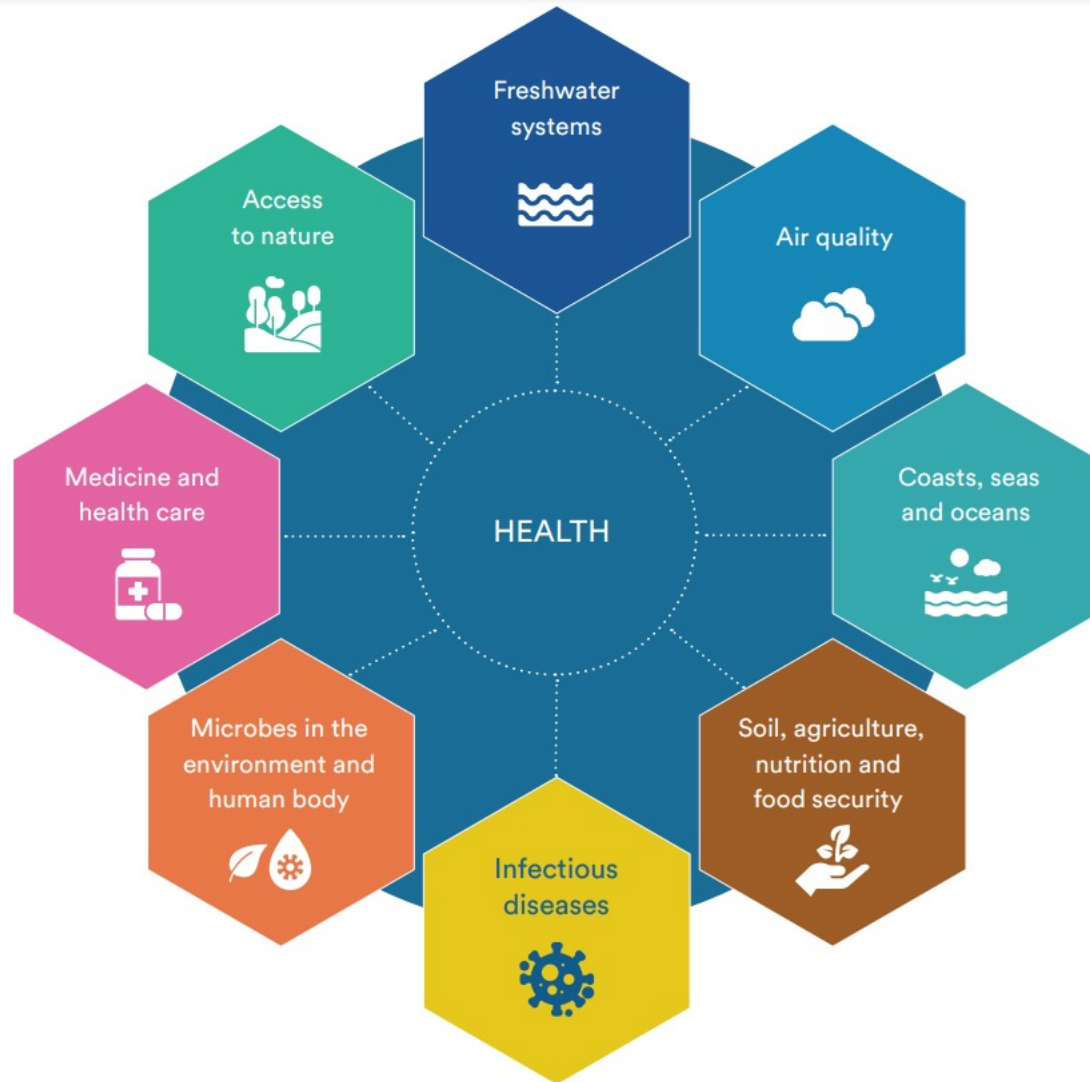 Freshwater
systems
Air quality
Coasts, seas
and oceans
Soil, agriculture,
nutrition and
food security
Infectious
diseases
Microbes in the
environment and
human body
Medicine and
health care
Access
to nature
HEALTH